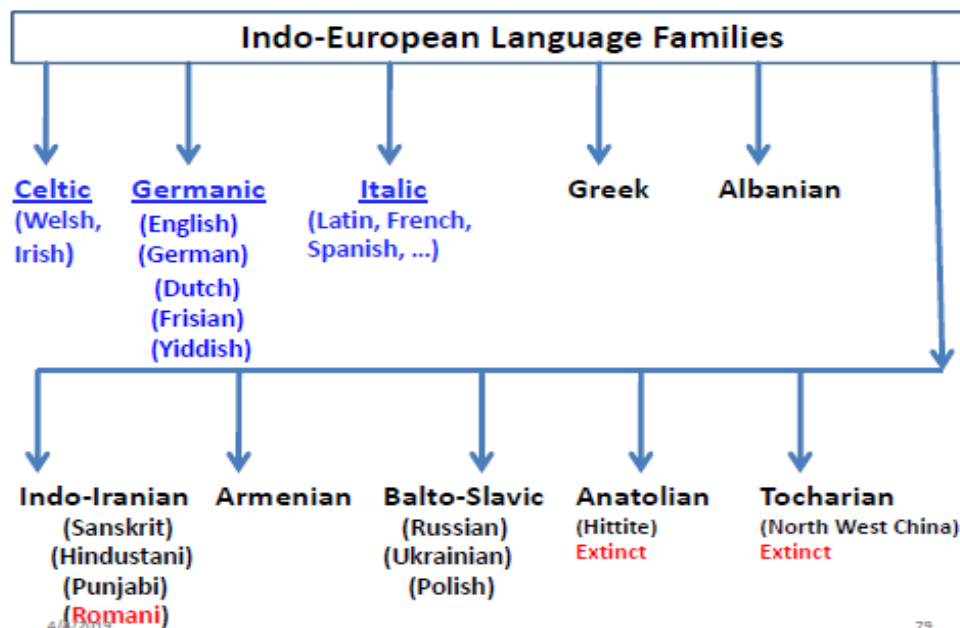 Indo-European Language Families
Celtic
(Welsh,
Irish)
Germanic
(English)
(German)
(Dutch)
(Frisian)
(Yiddish)
Italic
(Latin, French,
Spanish, ...)
Greek
Albanian
Indo-Iranian
(Sanskrit)
(Hindustani)
(Punjabi)
(Romani)
Armenian
Balto-Slavic
(Russian)
(Ukrainian)
(Polish)
Anatolian
(Hittite)
Extinct
Tocharian
(North West China)
Extinct
79